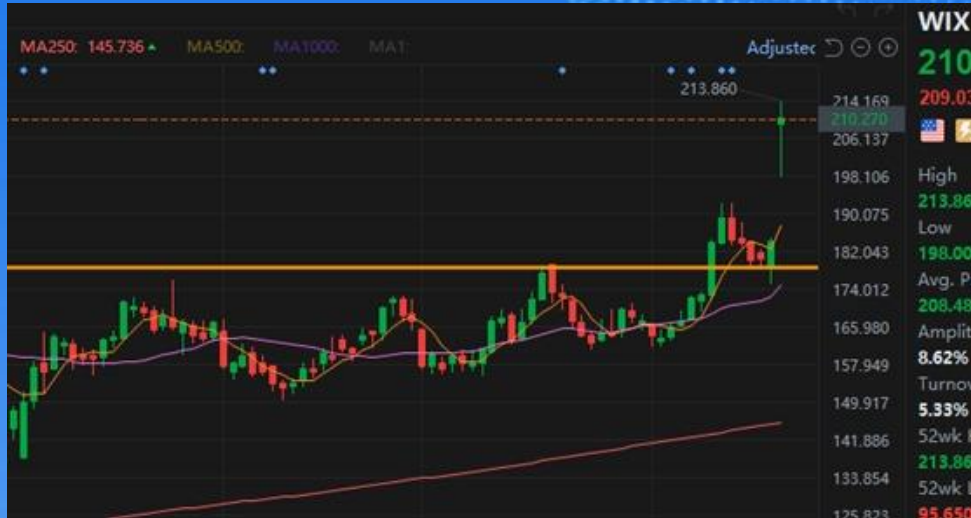 WIX
MA250: 145.736 MA500: MA1000: MA1:
Adjusted
210
209.03
213.860
214.169
210.270
206.137
198.106
190.075
182.043
174.012
165.980
157.949
149.917
141.886
133.854
125.823
High
213.86
Low
198.00
Avg. P
208.48
Amplit
8.62%
Turnov
5.33%
52wk
213.86
52wk
95.650